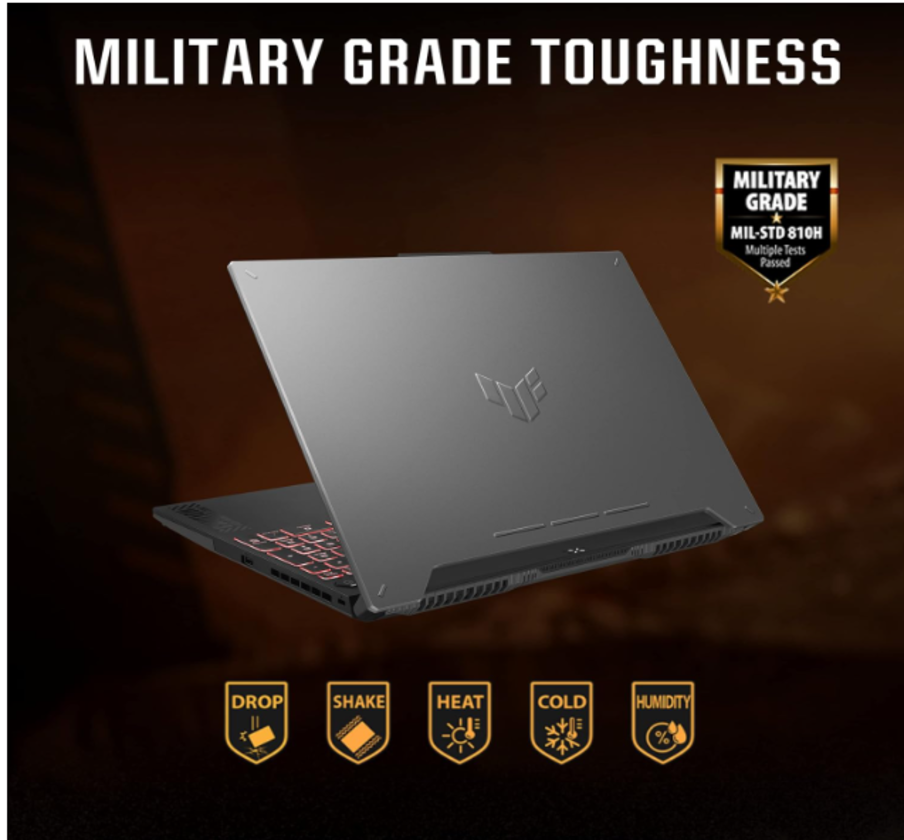 MILITARY GRADE TOUGHNESS
MILITARY
GRADE
MIL-STD 810H
Multiple Tests
Passed
DROP
SHAKE
HEAT
COLD
HUMIDITY
%